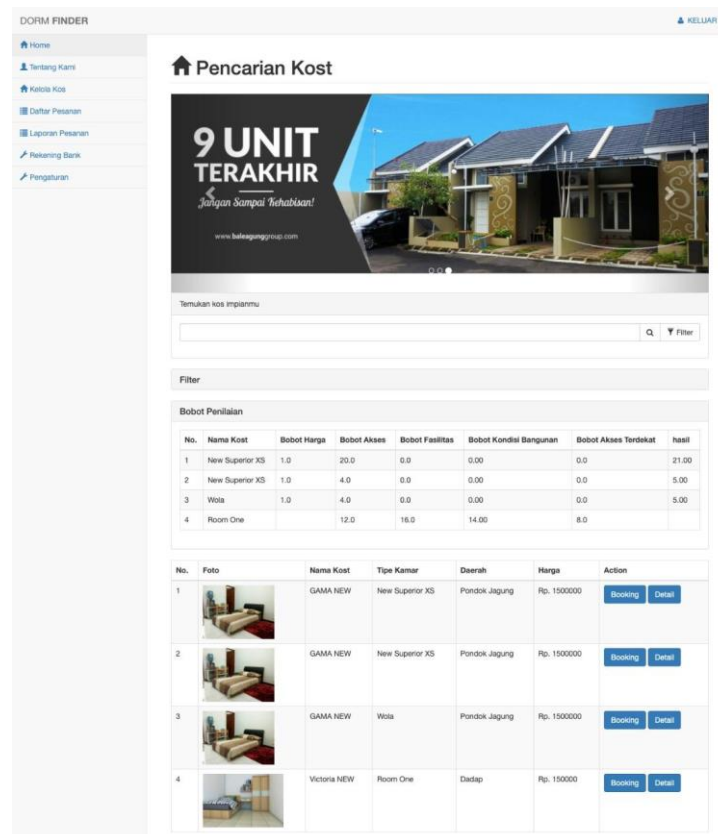 DORM FINDER
KELUAR
Home
Tentang Kami
Kelola Kos
Daftar Pesanan
Laporan Pesanan
Rekening Bank
Pengaturan
Pencarian Kost
9 UNIT
TERAKHIR
Jangan Sampai Kehabisan!
www.baleagunggroup.com
Temukan kos impianmu
Filter
Filter
Bobot Penilaian
No. Nama Kost Bobot Harga Bobot Akses Bobot Fasilitas Bobot Kondisi Bangunan Bobot Akses Terdekat hasil
1 New Superior XS 1.0 20.0 0.0 0.00 0.0 21.00
2 New Superior XS 1.0 4.0 0.0 0.00 0.0 5.00
3 Wola 1.0 4.0 0.0 0.00 0.0 5.00
4 Room One 12.0 16.0 14.00 8.0
No. Foto Nama Kost Tipe Kamar Daerah Harga Action
1 GAMA NEW New Superior XS Pondok Jagung Rp. 1500000 Booking Detail
2 GAMA NEW New Superior XS Pondok Jagung Rp. 1500000 Booking Detail
3 GAMA NEW Wola Pondok Jagung Rp. 1500000 Booking Detail
4 Victoria NEW Room One Dadap Rp. 150000 Booking Detail